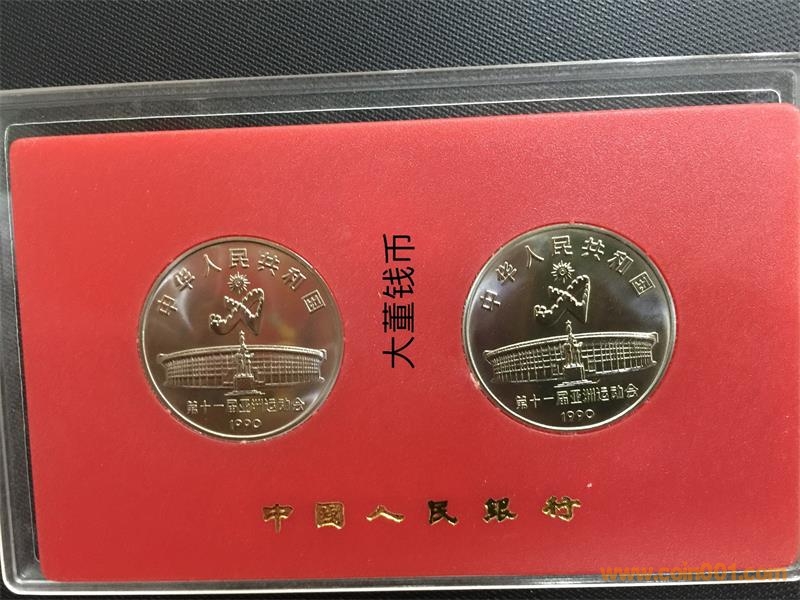 中华人民共和国
第十一届亚洲运动会
1990
大董钱币
中华人民共和国
第十一届亚洲运动会
1990
中国人民银行
www.coin001.com